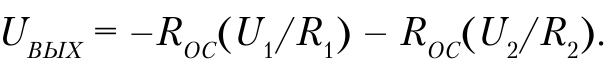 U_ВЫХ = –R_ОС(U_1/R_1) – R_ОС(U_2/R_2).